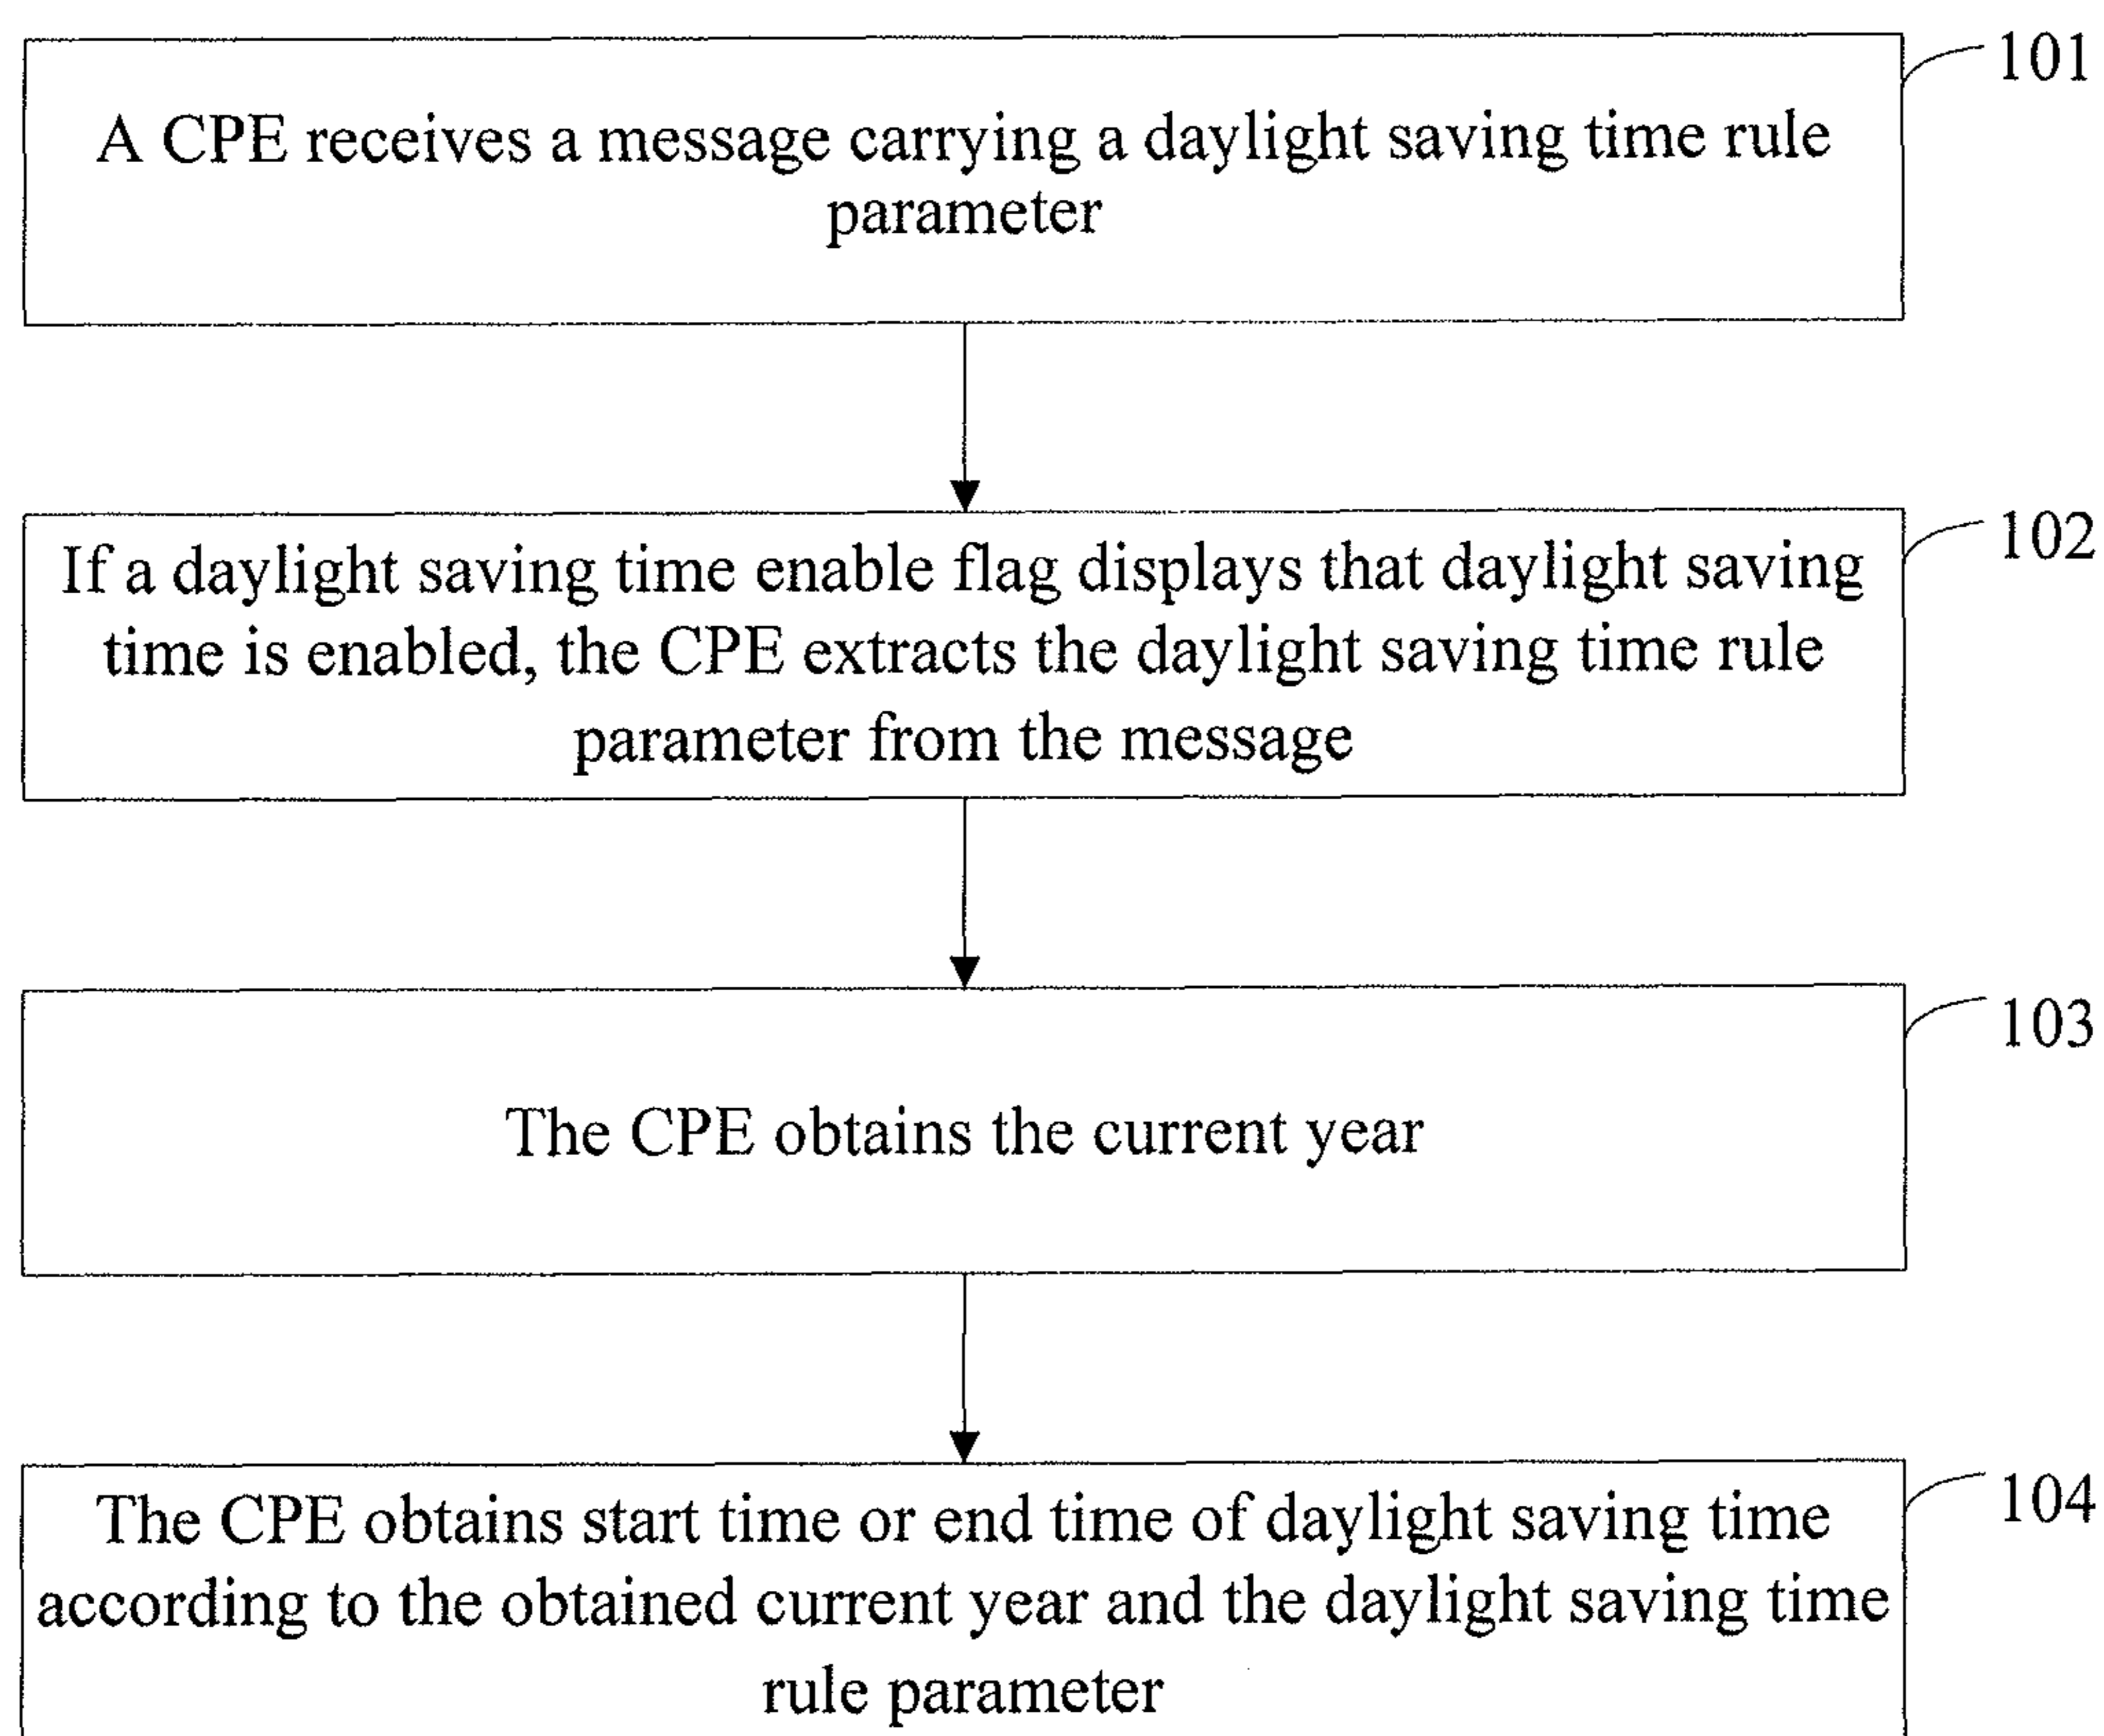 101
A CPE receives a message carrying a daylight saving time rule
parameter
102
If a daylight saving time enable flag displays that daylight saving
time is enabled, the CPE extracts the daylight saving time rule
parameter from the message
103
The CPE obtains the current year
104
The CPE obtains start time or end time of daylight saving time
according to the obtained current year and the daylight saving time
rule parameter